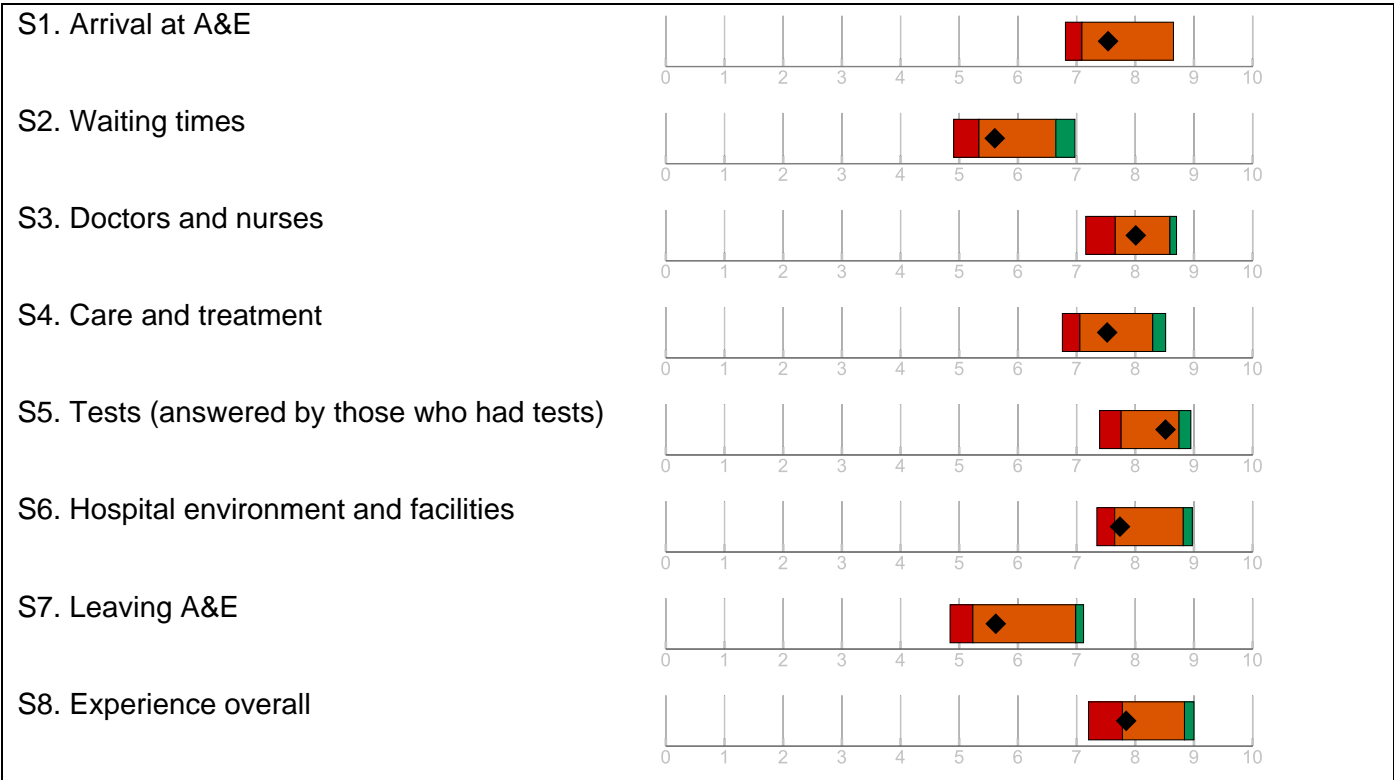 S1. Arrival at A&E
0 1 2 3 4 5 6 7 8 9 10
S2. Waiting times
0 1 2 3 4 5 6 7 8 9 10
S3. Doctors and nurses
0 1 2 3 4 5 6 7 8 9 10
S4. Care and treatment
0 1 2 3 4 5 6 7 8 9 10
S5. Tests (answered by those who had tests)
0 1 2 3 4 5 6 7 8 9 10
S6. Hospital environment and facilities
0 1 2 3 4 5 6 7 8 9 10
S7. Leaving A&E
0 1 2 3 4 5 6 7 8 9 10
S8. Experience overall
0 1 2 3 4 5 6 7 8 9 10